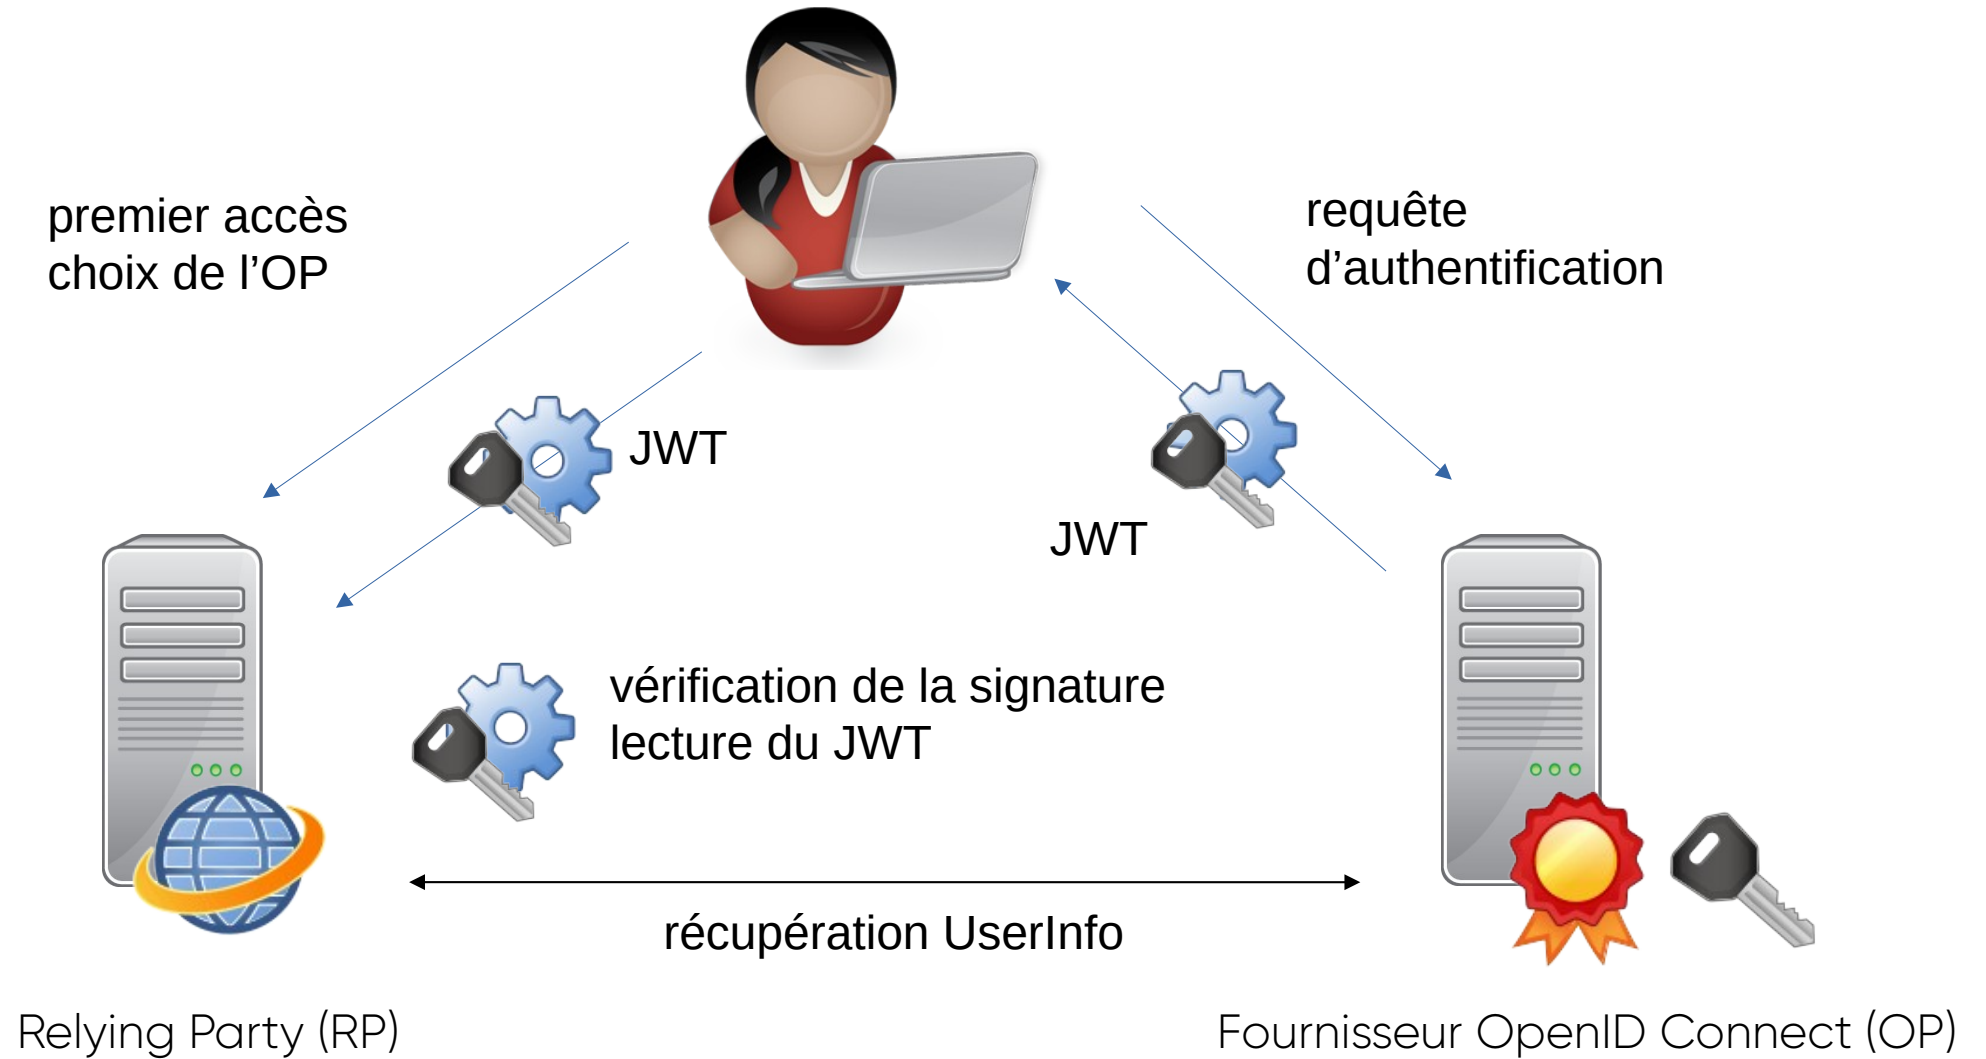 premier accès
choix de l’OP
requête
d’authentification
JWT
JWT
vérification de la signature
lecture du JWT
récupération UserInfo
Relying Party (RP)
Fournisseur OpenID Connect (OP)